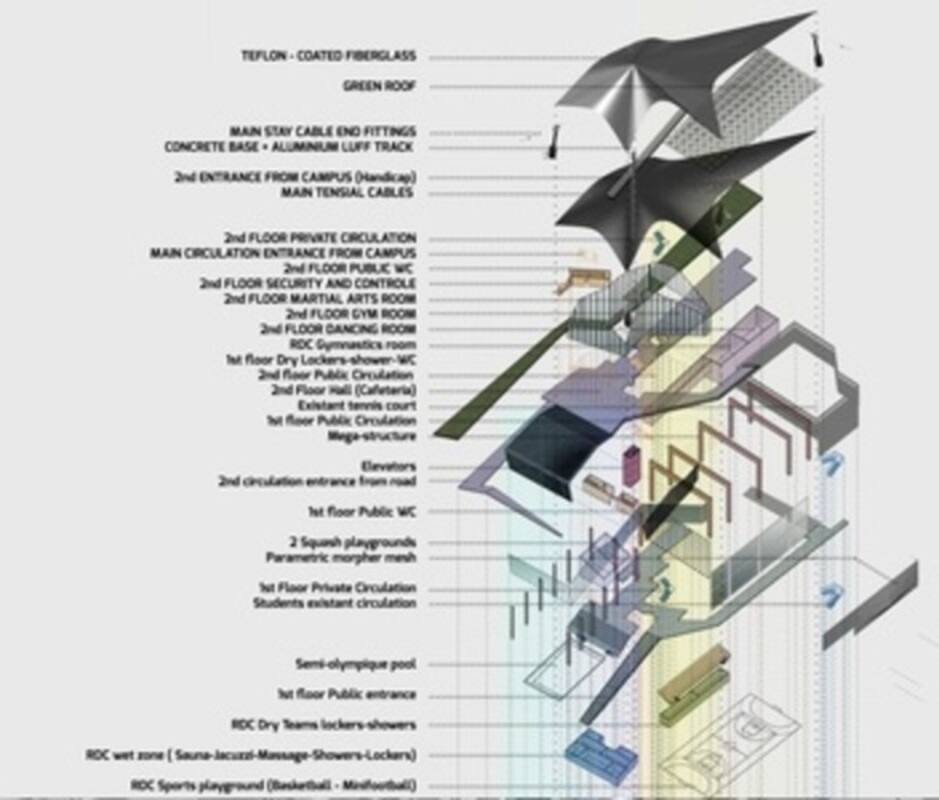 TEFLON - COATED FIBERGLASS
GREEN ROOF
MAIN STAY CABLE END FITTINGS
CONCRETE BASE + ALUMINIUM LUFF TRACK
2nd ENTRANCE FROM CAMPUS (Handicap)
MAIN TENSIAL CABLES
2nd FLOOR PRIVATE CIRCULATION
MAIN CIRCULATION ENTRANCE FROM CAMPUS
2nd FLOOR PUBLIC WC
2nd FLOOR SECURITY AND CONTROLE
2nd FLOOR MARTIAL ARTS ROOM
2nd FLOOR GYM ROOM
2nd FLOOR DANCING ROOM
RDC Gymnastics room
1st floor Dry Lockers-shower-WC
2nd floor Public Circulation
2nd Floor Hall (Cafeteria)
Existant tennis court
1st floor Public Circulation
Mega-structure
Elevators
2nd circulation entrance from road
1st floor Public WC
2 Squash playgrounds
Parametric morpher mesh
1st Floor Private Circulation
Students existant circulation
Semi-olympique pool
1st floor Public entrance
RDC Dry Teams lockers-showers
RDC wet zone ( Sauna-Jacuzzi-Massage-Showers-Lockers)
RDC Sports playground (Basketball - Minifootball)